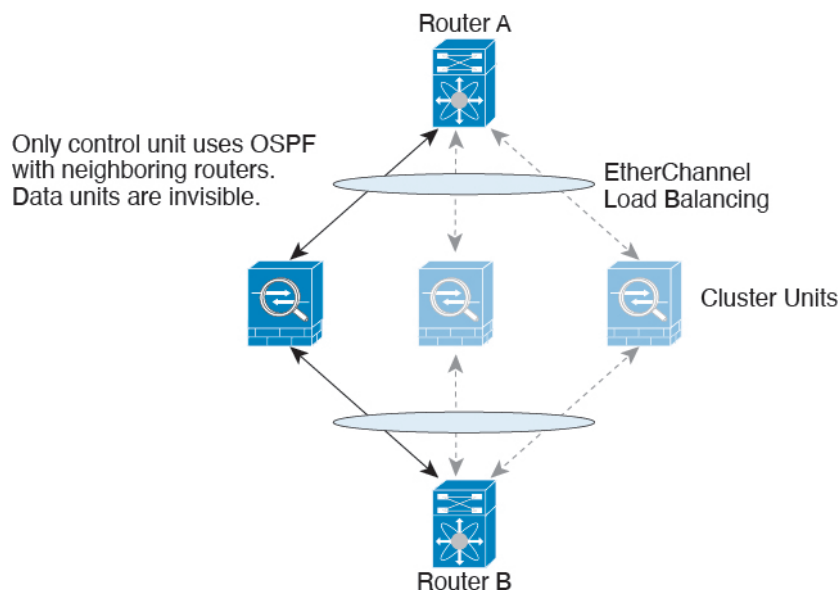 Router A
Only control unit uses OSPF
with neighboring routers.
Data units are invisible.
EtherChannel
Load Balancing
Cluster Units
Router B